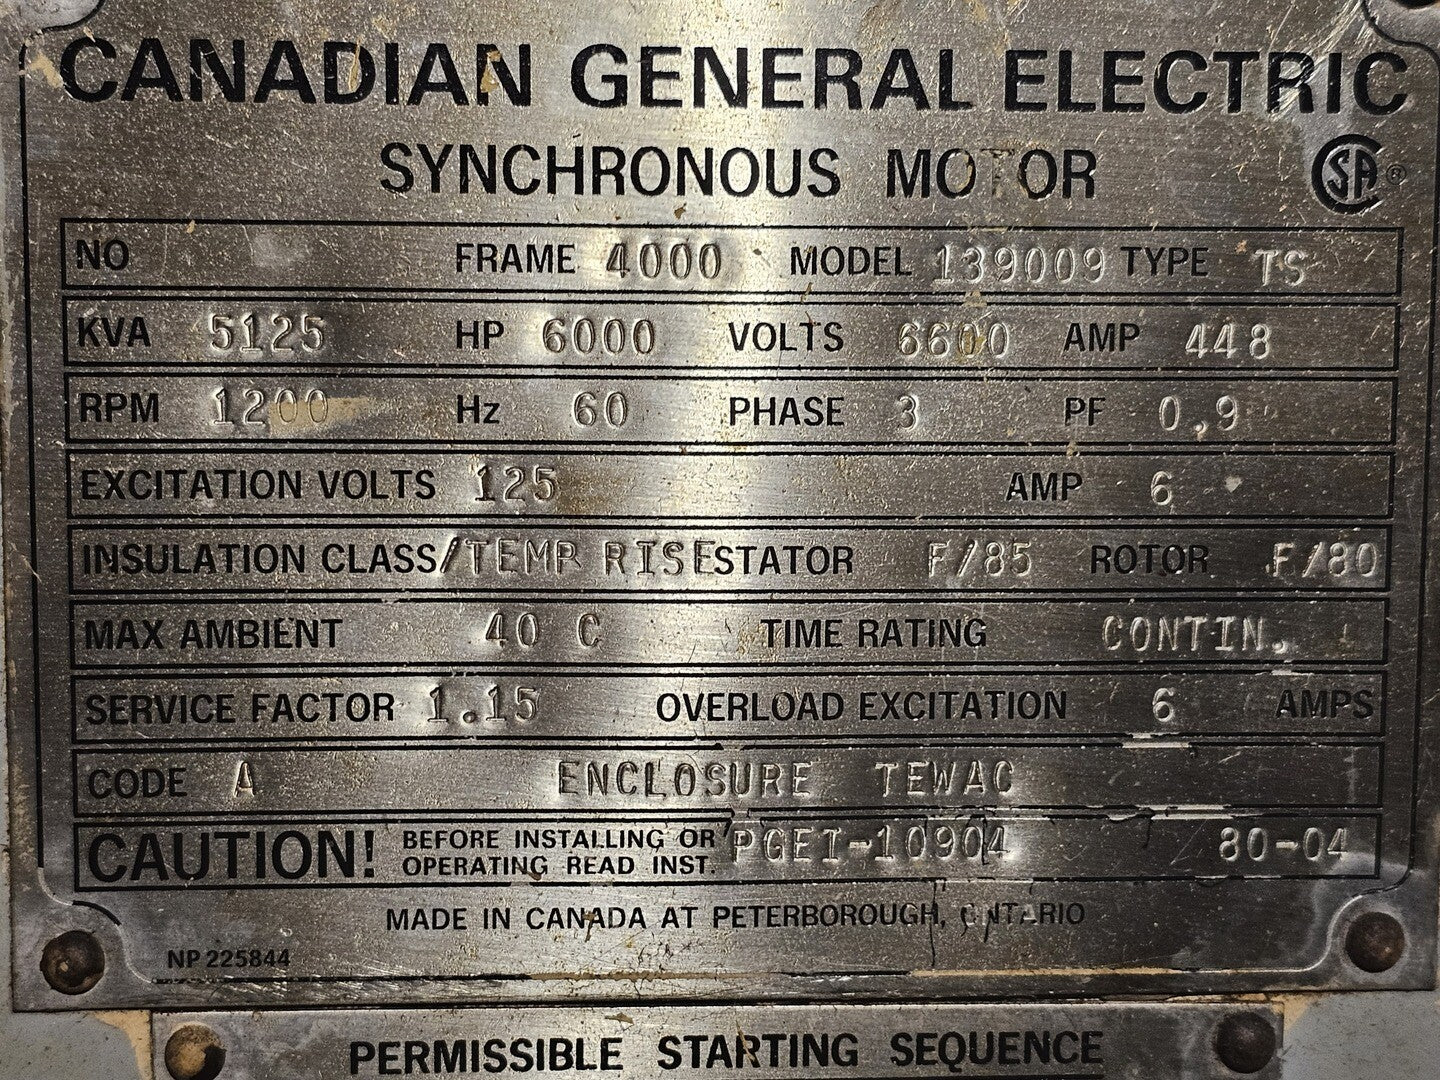 CANADIAN GENERAL ELECTRIC
SYNCHRONOUS MOTOR SA®
NO FRAME 4000 MODEL 139009 TYPE TS
KVA 5125 HP 6000 VOLTS 6600 AMP 448
RPM 1200 Hz 60 PHASE 3 PF 0.9
EXCITATION VOLTS 125 AMP 6
INSULATION CLASS/TEMP RISE STATOR F/85 ROTOR F/80
MAX AMBIENT 40 C TIME RATING CONTIN.
SERVICE FACTOR 1.15 OVERLOAD EXCITATION 6 AMPS
CODE A ENCLOSURE TEWAC
CAUTION! BEFORE INSTALLING OR
OPERATING READ INST. PGEI-10904 80-04
MADE IN CANADA AT PETERBOROUGH, ONTARIO
NP 225844
PERMISSIBLE STARTING SEQUENCE